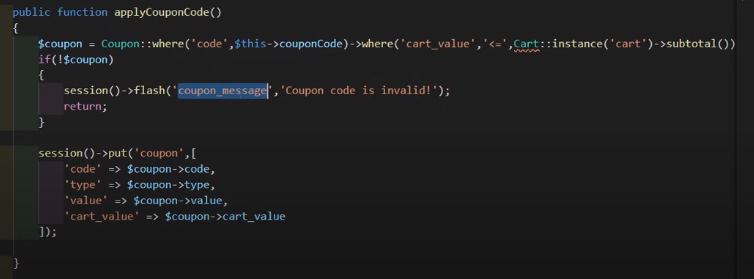 public function applyCouponCode()
{
$coupon = Coupon::where('code',$this->couponCode)->where('cart_value','<=',Cart::instance('cart')->subtotal())
if(!$coupon)
{
session()->flash('coupon_message','Coupon code is invalid!');
return;
}
session()->put('coupon',[
'code' => $coupon->code,
'type' => $coupon->type,
'value' => $coupon->value,
'cart_value' => $coupon->cart_value
]);
}